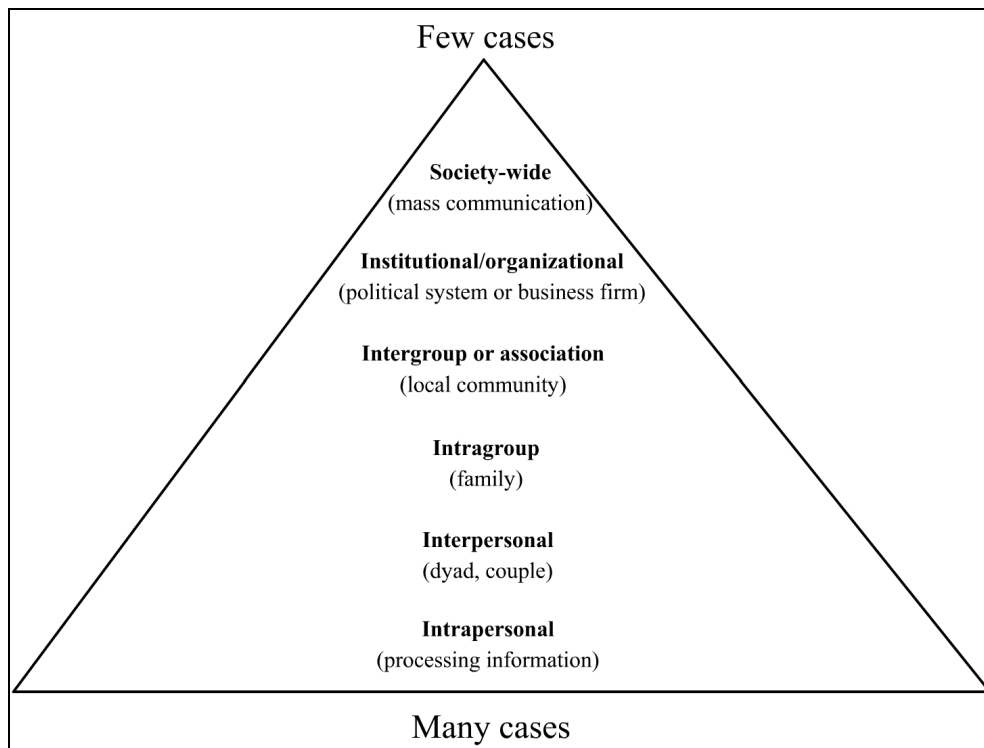 Few cases
Society-wide
(mass communication)
Institutional/organizational
(political system or business firm)
Intergroup or association
(local community)
Intragroup
(family)
Interpersonal
(dyad, couple)
Intrapersonal
(processing information)
Many cases